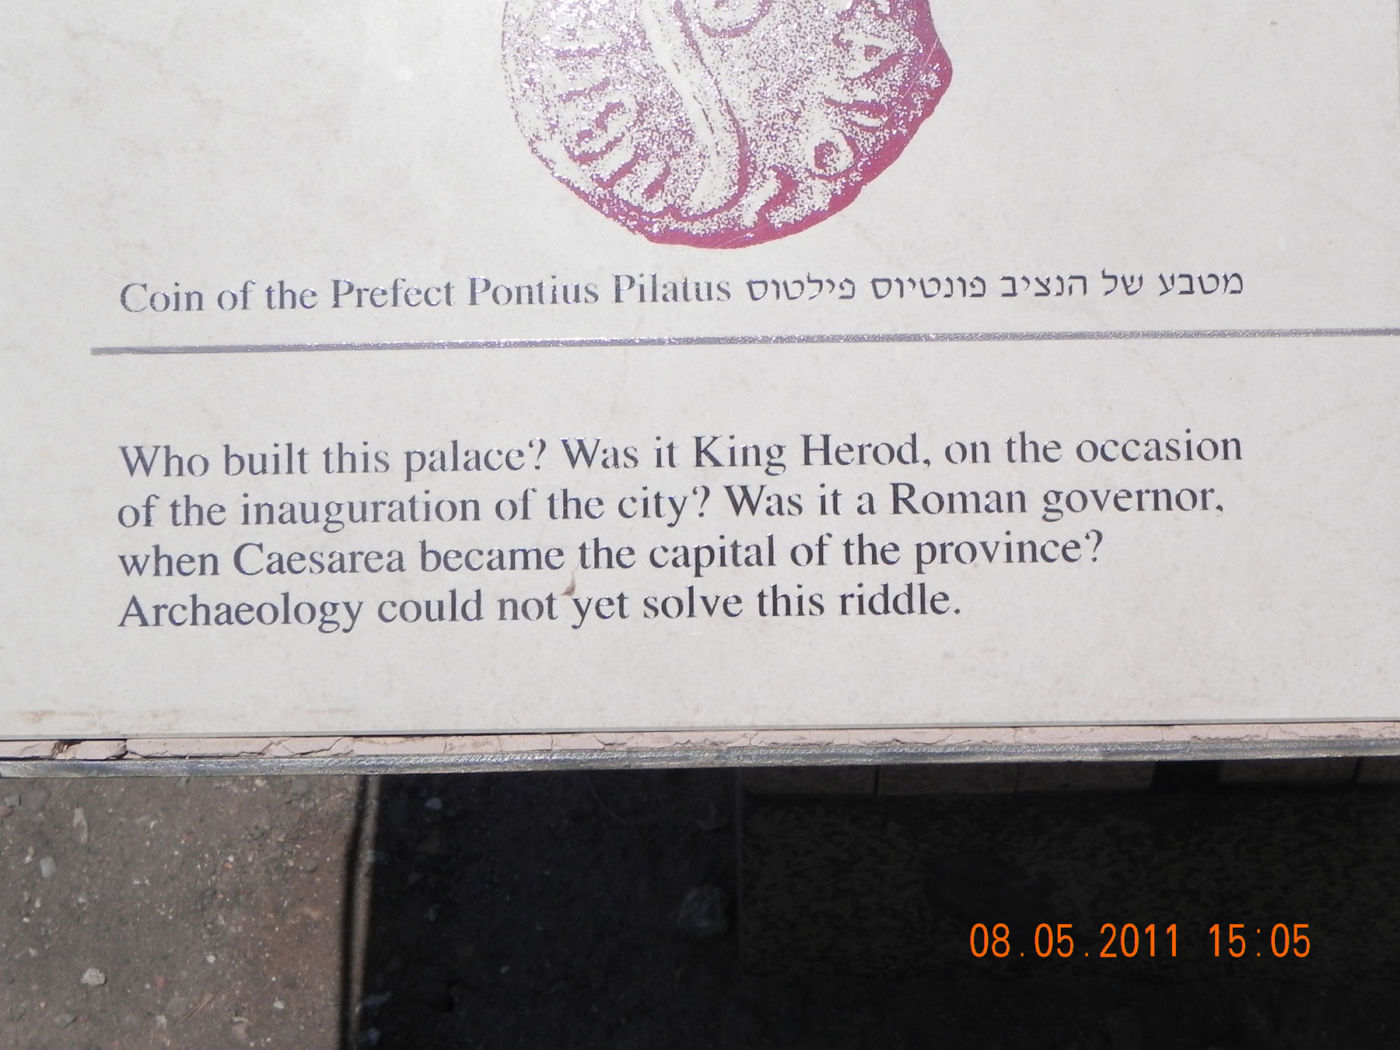 Coin of the Prefect Pontius Pilatus מטבע של הנציב פונטיוס פילטוס
Who built this palace? Was it King Herod, on the occasion
of the inauguration of the city? Was it a Roman governor,
when Caesarea became the capital of the province?
Archaeology could not yet solve this riddle.
08.05.2011 15:05